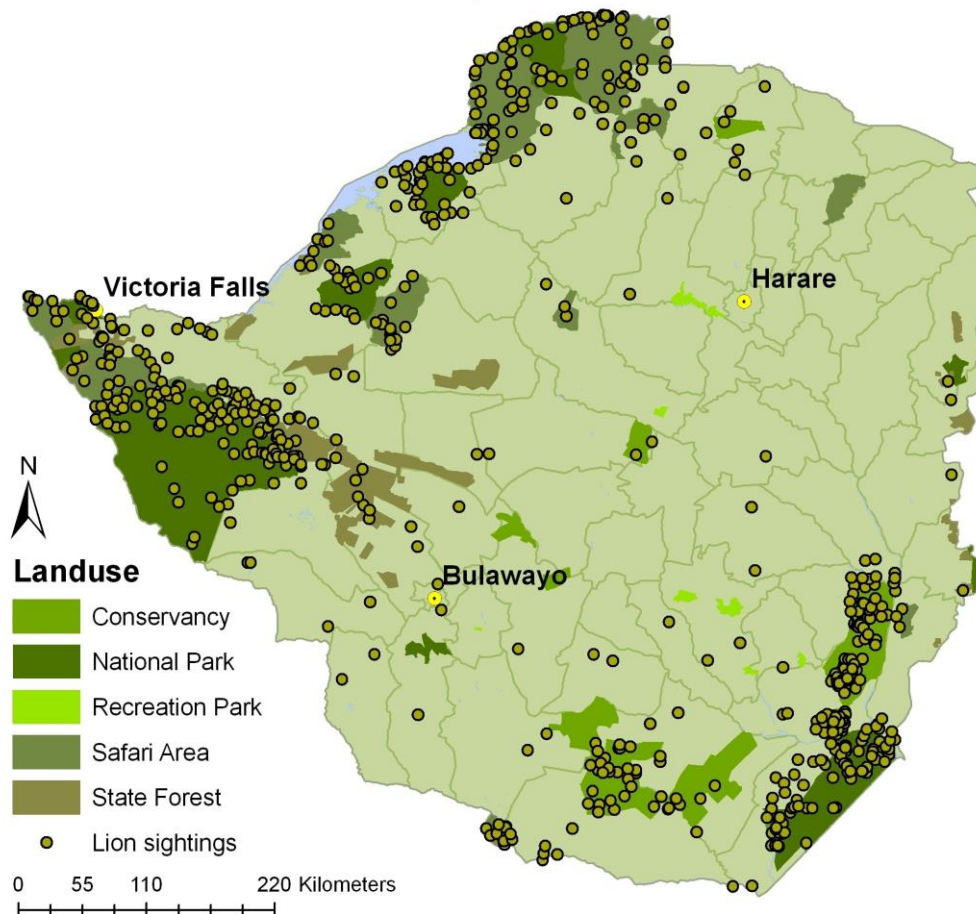 Victoria Falls
Harare
N
Bulawayo
Landuse
Conservancy
National Park
Recreation Park
Safari Area
State Forest
Lion sightings
0 55 110 220 Kilometers